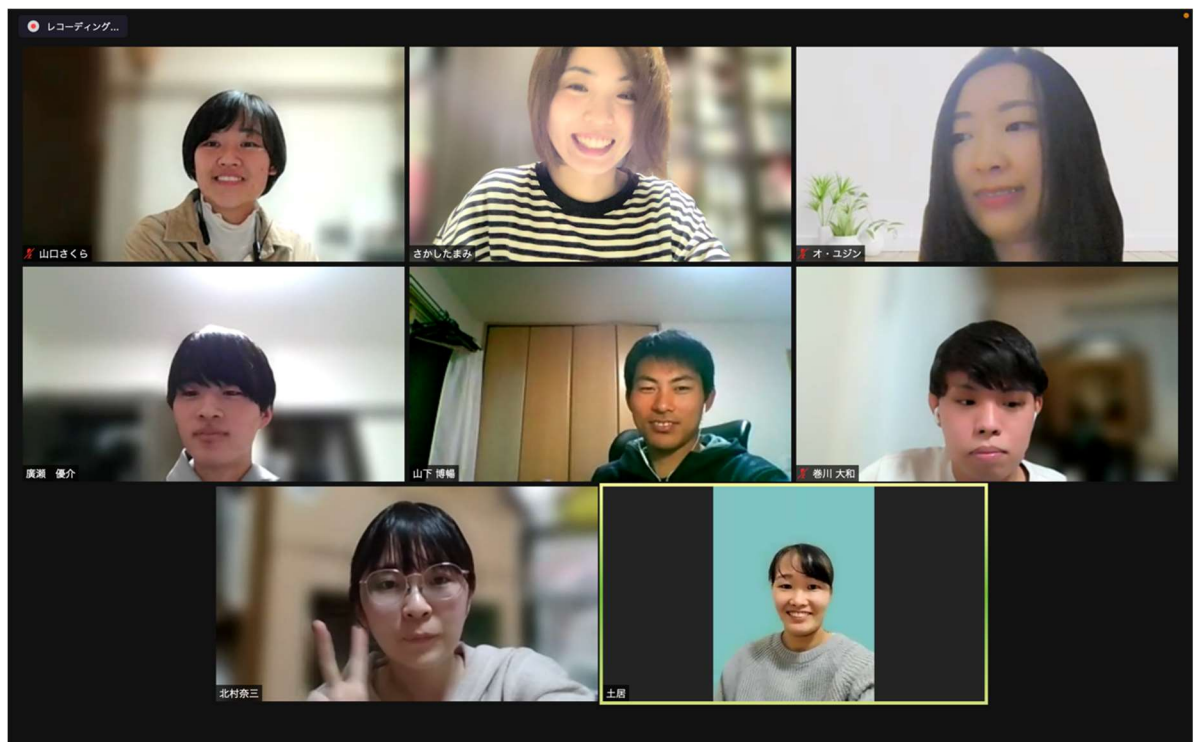 レコーディング...
山口さくら
さかしたまみ
オ・ユジン
廣瀬 優介
山下 博暢
巻川 大和
北村奈三
土居